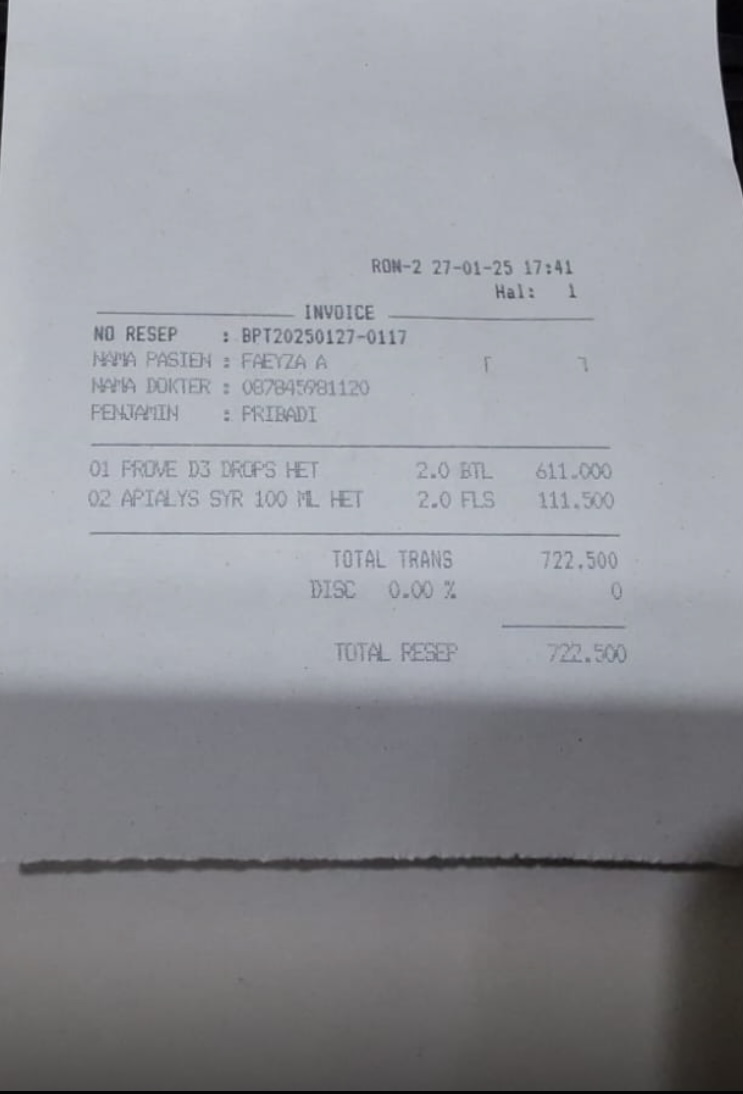 RON-2 27-01-25 17:41
Hal: 1
INVOICE
NO RESEP : BPT20250127-0117
NAMA PASIEN : FAEYZA A [ ]
NAMA DOKTER : 087845981120
PENJAMIN : PRIBADI
01 PROVE D3 DROPS HET 2.0 BTL 611.000
02 APIALYS SYR 100 ML HET 2.0 FLS 111.500
TOTAL TRANS 722.500
DISC 0.00 % 0
TOTAL RESEP 722.500